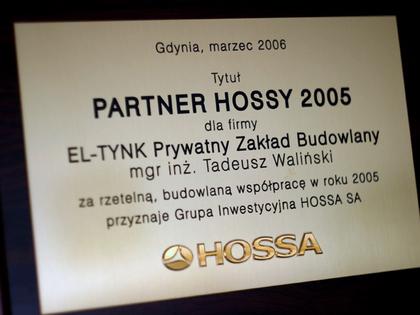 Gdynia, marzec 2006
Tytuł
PARTNER HOSSY 2005
dla firmy
EL-TYNK Prywatny Zakład Budowlany
mgr inż. Tadeusz Waliński
za rzetelną, budowlaną współpracę w roku 2005
przyznaje Grupa Inwestycyjna HOSSA SA
HOSSA